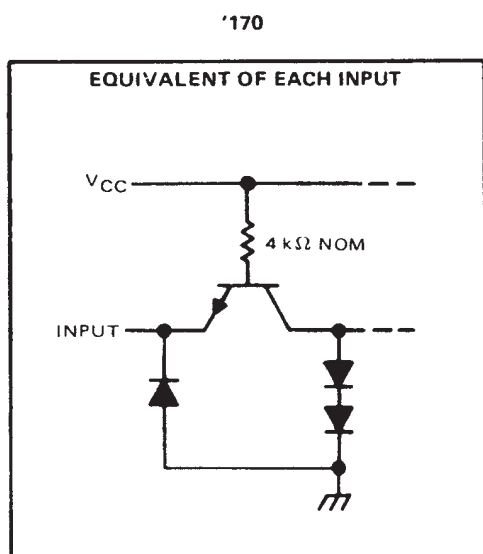 '170
EQUIVALENT OF EACH INPUT
VCC
4 kΩ NOM
INPUT